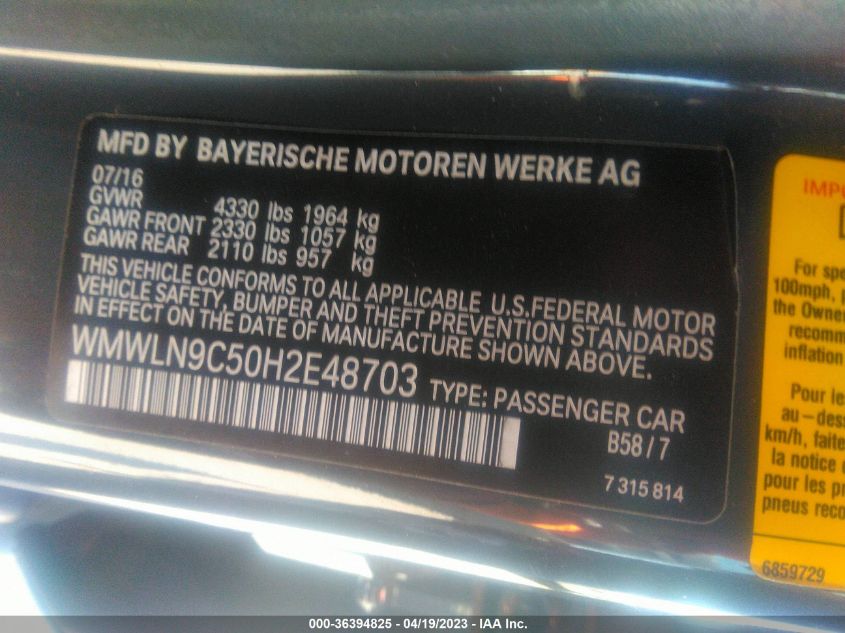 MFD BY BAYERISCHE MOTOREN WERKE AG
07/16
GVWR 4330 lbs 1964 kg
GAWR FRONT 2330 lbs 1057 kg
GAWR REAR 2110 lbs 957 kg
THIS VEHICLE CONFORMS TO ALL APPLICABLE U.S.FEDERAL MOTOR
VEHICLE SAFETY, BUMPER AND THEFT PREVENTION STANDARDS
IN EFFECT ON THE DATE OF MANUFACTURE SHOWN ABOVE.
WMWLN9C50H2E48703 TYPE: PASSENGER CAR
B58/7
7 315 814
For spe
100mph, p
the Owner
recomm
inflation
Pour le
au-dess
km/h, faite
la notice
pour les pr
pneus reco
6859729
000-36394825 - 04/19/2023 - IAA Inc.